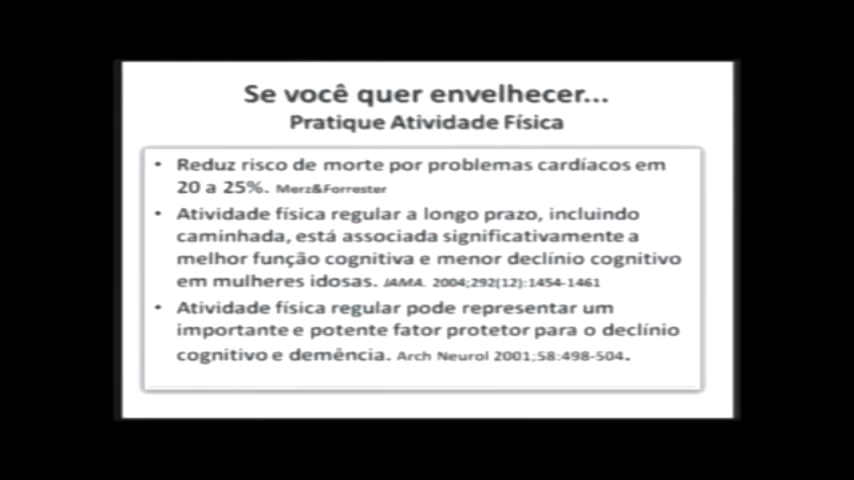 Se você quer envelhecer...
Pratique Atividade Física
• Reduz risco de morte por problemas cardíacos em
20 a 25%. Merz&Forrester
• Atividade física regular a longo prazo, incluindo
caminhada, está associada significativamente a
melhor função cognitiva e menor declínio cognitivo
em mulheres idosas. JAMA. 2004;292(12):1454-1461
• Atividade física regular pode representar um
importante e potente fator protetor para o declínio
cognitivo e demência. Arch Neurol 2001;58:498-504.